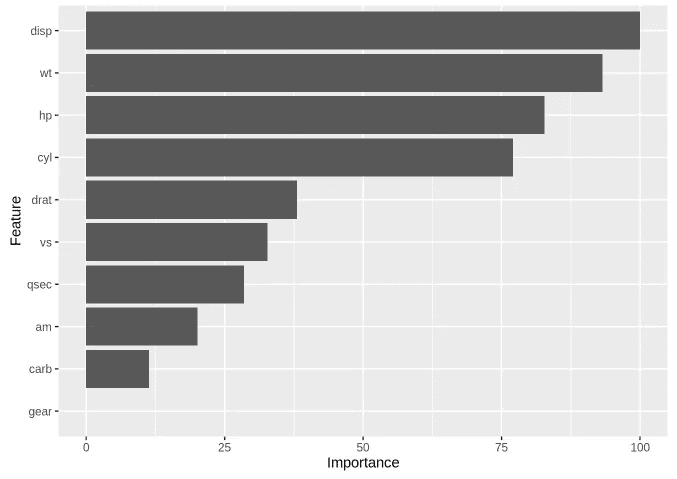 disp
wt
hp
cyl
drat
vs
qsec
am
carb
gear
Feature
0 25 50 75 100
Importance